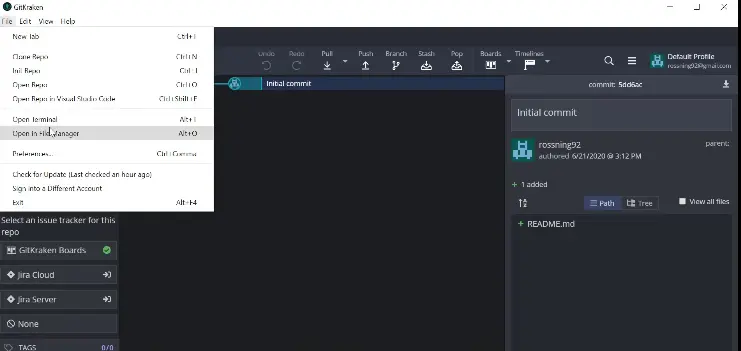 GitKraken
File Edit View Help
New Tab Ctrl+T
Clone Repo Ctrl+N
Init Repo Ctrl+I
Open Repo Ctrl+O
Open Repo in Visual Studio Code Ctrl+Shift+E
Open Terminal Alt+T
Open in File Manager Alt+O
Preferences... Ctrl+Comma
Check for Update (Last checked an hour ago)
Sign into a Different Account
Exit Alt+F4
Undo Redo Pull Push Branch Stash Pop Boards Timelines
Default Profile
rossning92@gmail.com
Initial commit
commit: 5dd6ac
Initial commit
rossning92
authored 6/21/2020 @ 3:12 PM
parent:
+ 1 added
Path Tree View all files
+ README.md
Select an issue tracker for this
repo
GitKraken Boards
Jira Cloud
Jira Server
None
TAGS 0/0